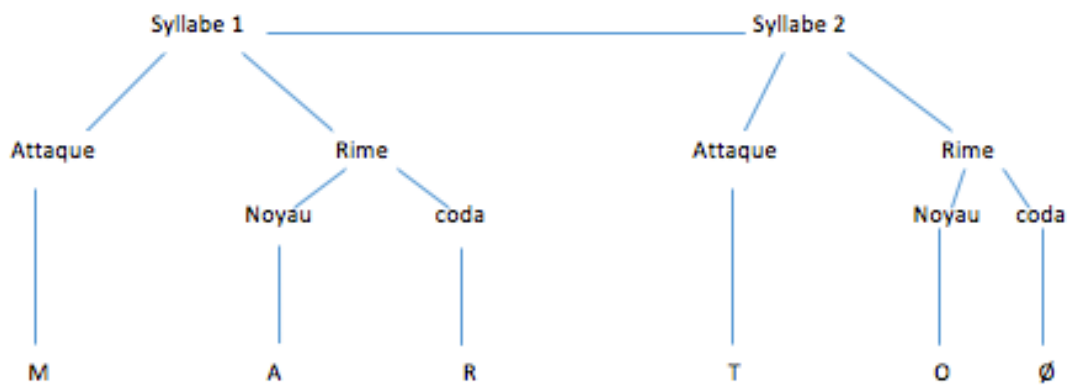 Syllabe 1 Syllabe 2
Attaque Rime Attaque Rime
Noyau coda Noyau coda
M A R T O Ø